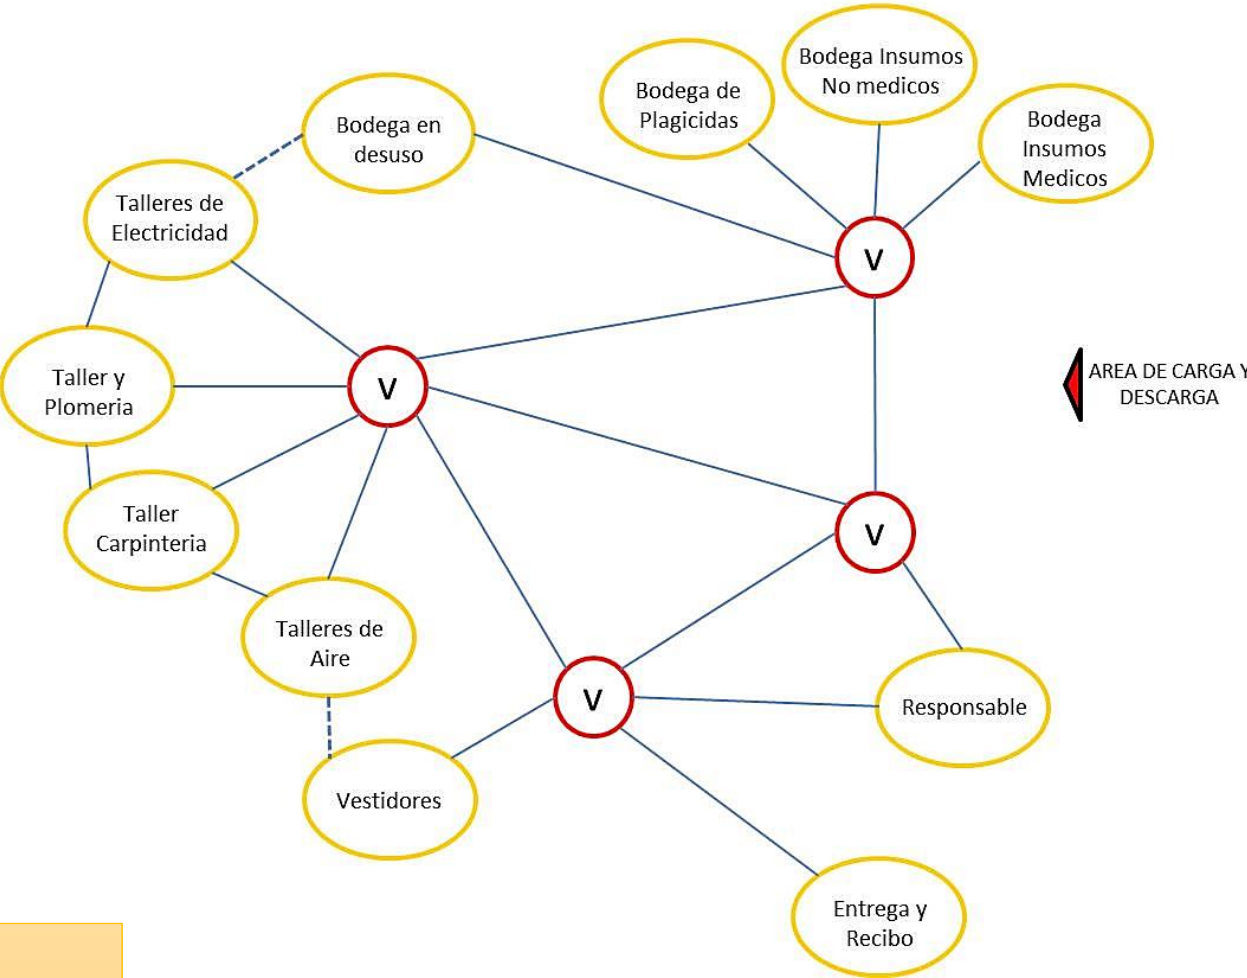 Bodega Insumos
No medicos
Bodega de
Plagicidas
Bodega
Insumos
Medicos
Bodega en
desuso
Talleres de
Electricidad
V
V
Taller y
Plomeria
AREA DE CARGA Y
DESCARGA
Taller
Carpinteria
V
Talleres de
Aire
V
Responsable
Vestidores
Entrega y
Recibo